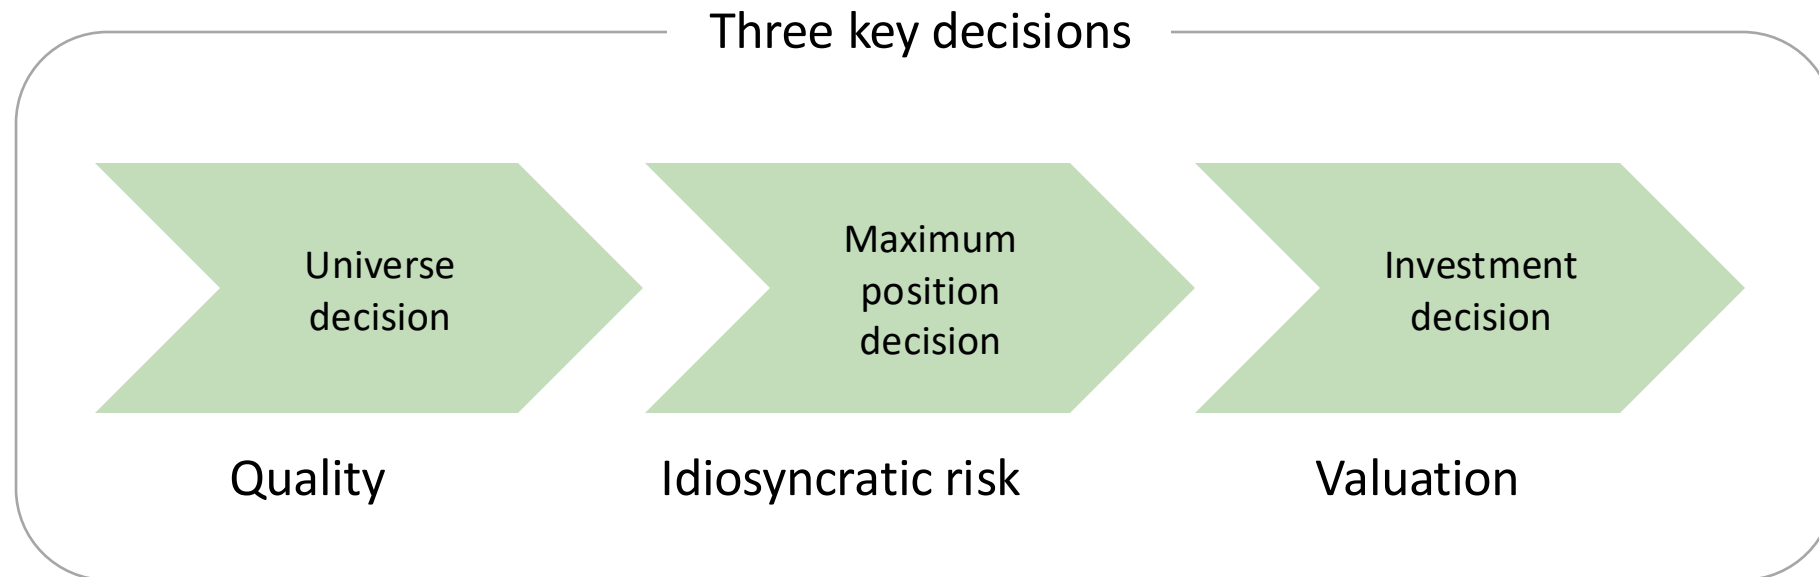 Three key decisions
Universe
decision
Maximum
position
decision
Investment
decision
Quality
Idiosyncratic risk
Valuation